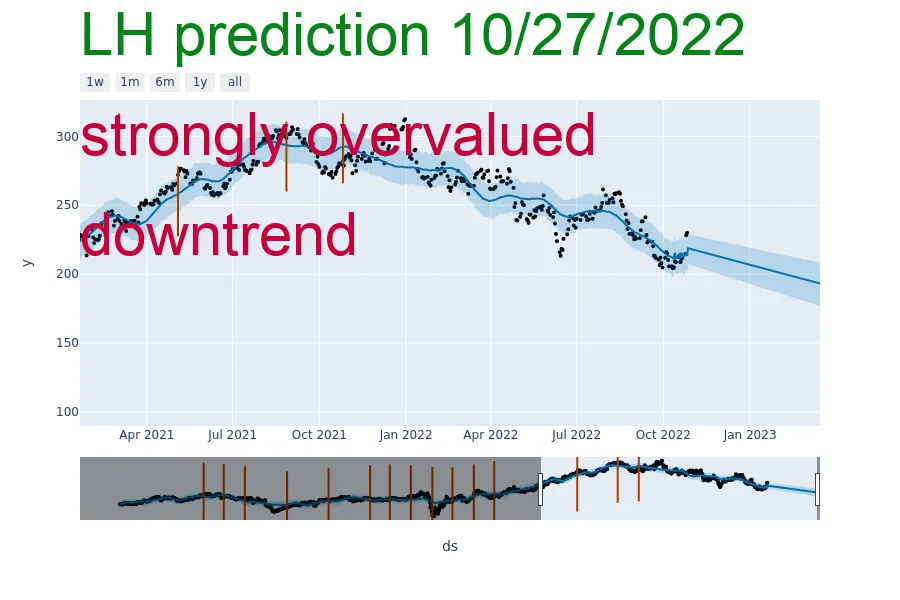 LH prediction 10/27/2022
1w 1m 6m 1y all
strongly overvalued
downtrend
300
250
200
150
100
y
Apr 2021 Jul 2021 Oct 2021 Jan 2022 Apr 2022 Jul 2022 Oct 2022 Jan 2023
ds